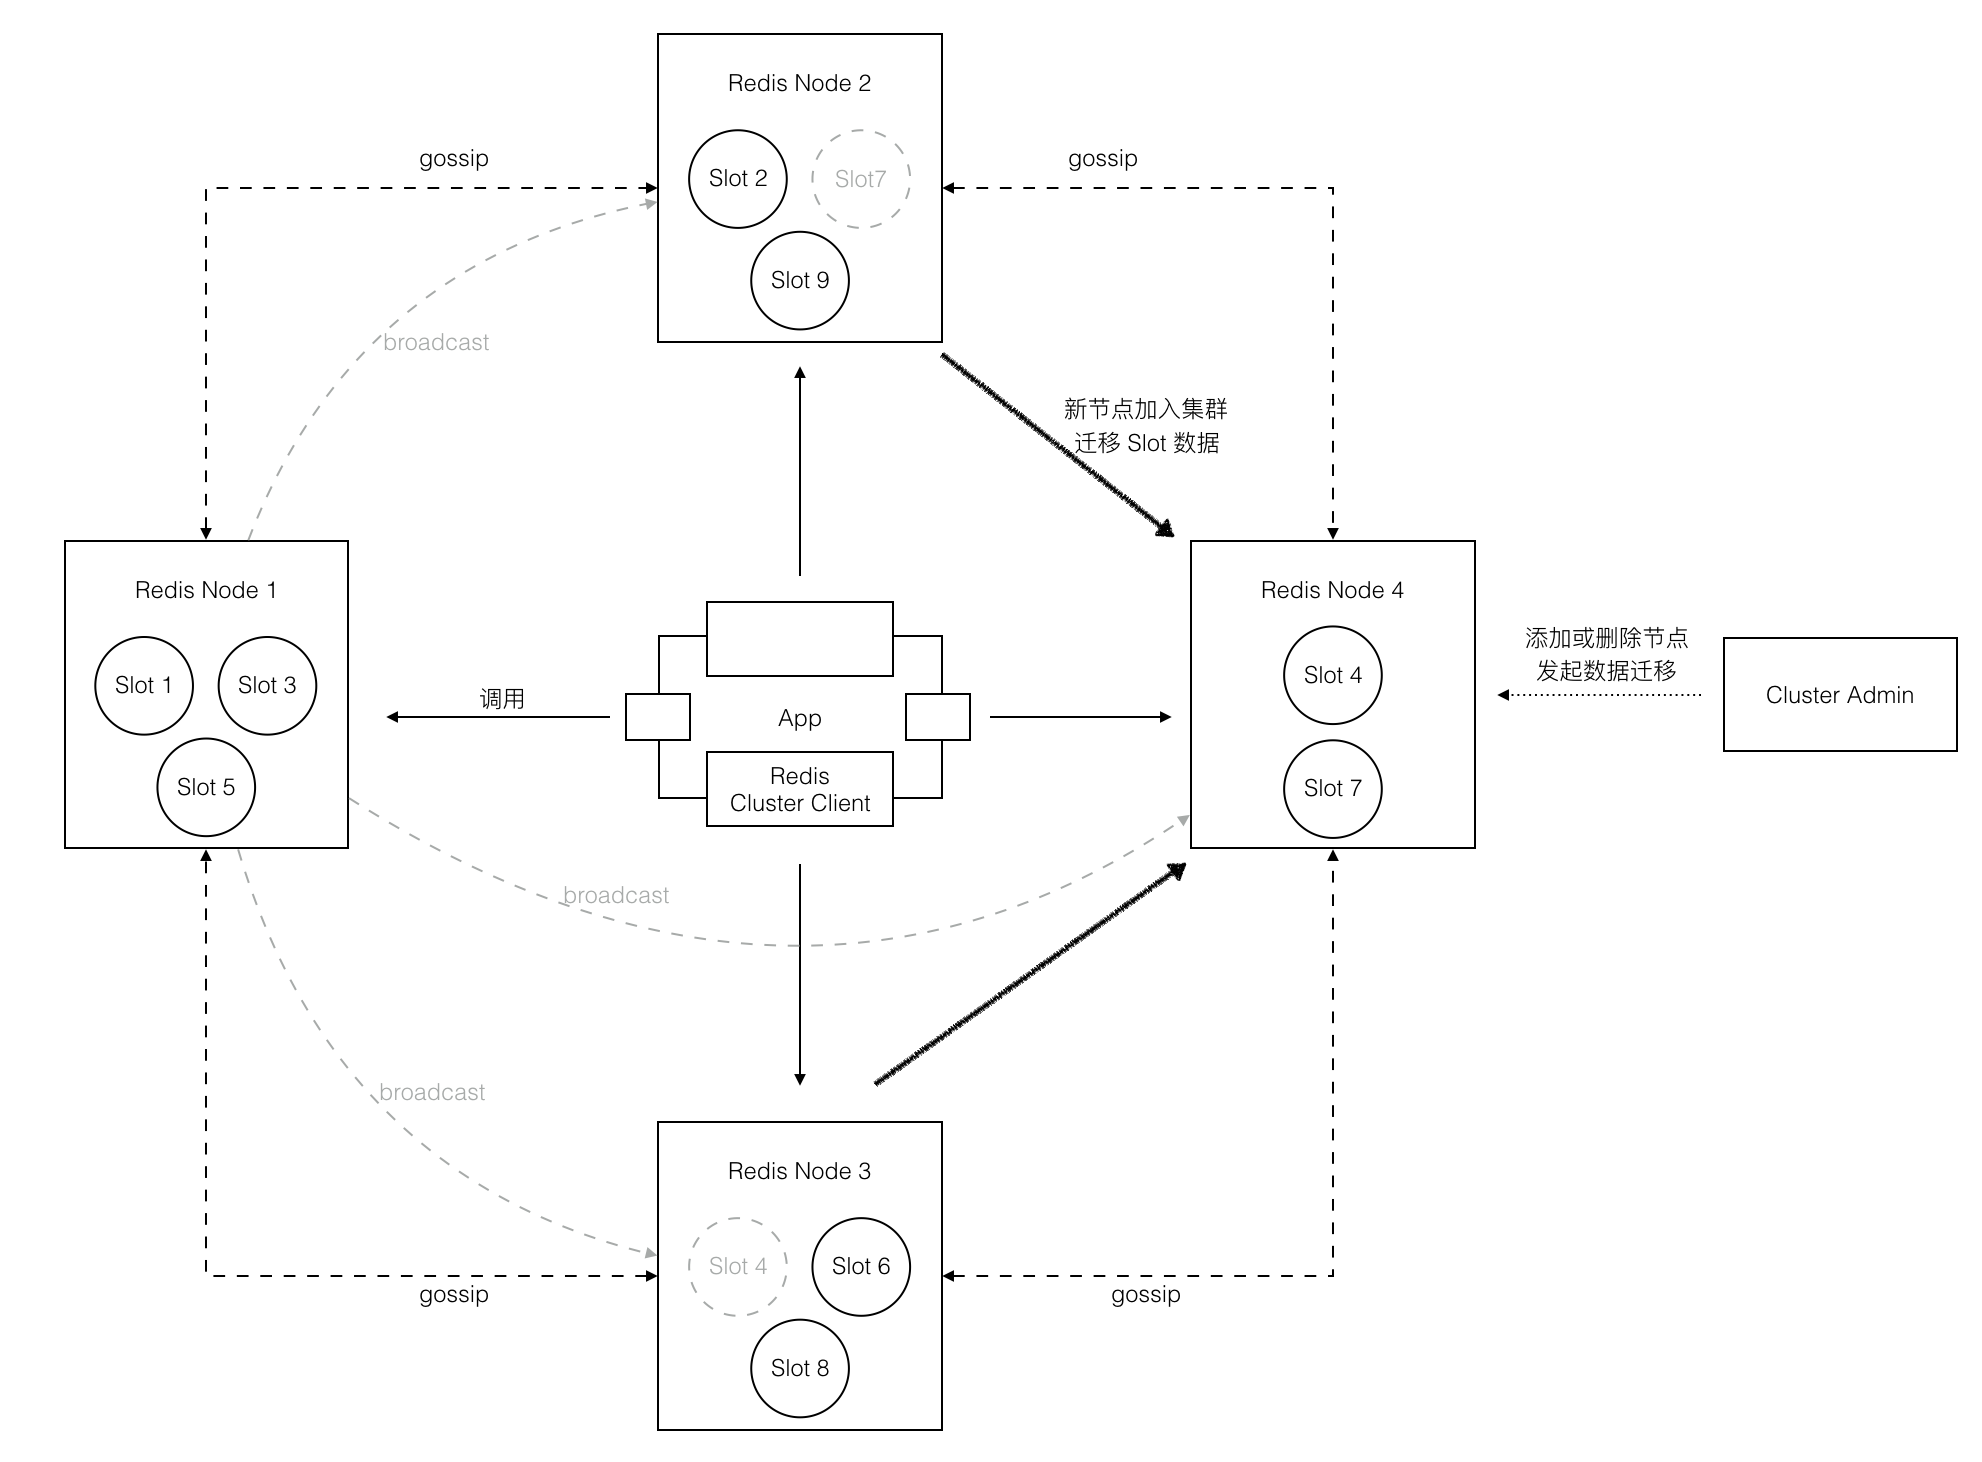 Redis Node 2
Slot 2
Slot7
Slot 9
gossip
gossip
broadcast
新节点加入集群
迁移 Slot 数据
Redis Node 1
Slot 1
Slot 3
Slot 5
调用
App
Redis
Cluster Client
Redis Node 4
Slot 4
Slot 7
添加或删除节点
发起数据迁移
Cluster Admin
broadcast
broadcast
Redis Node 3
Slot 4
Slot 6
Slot 8
gossip
gossip